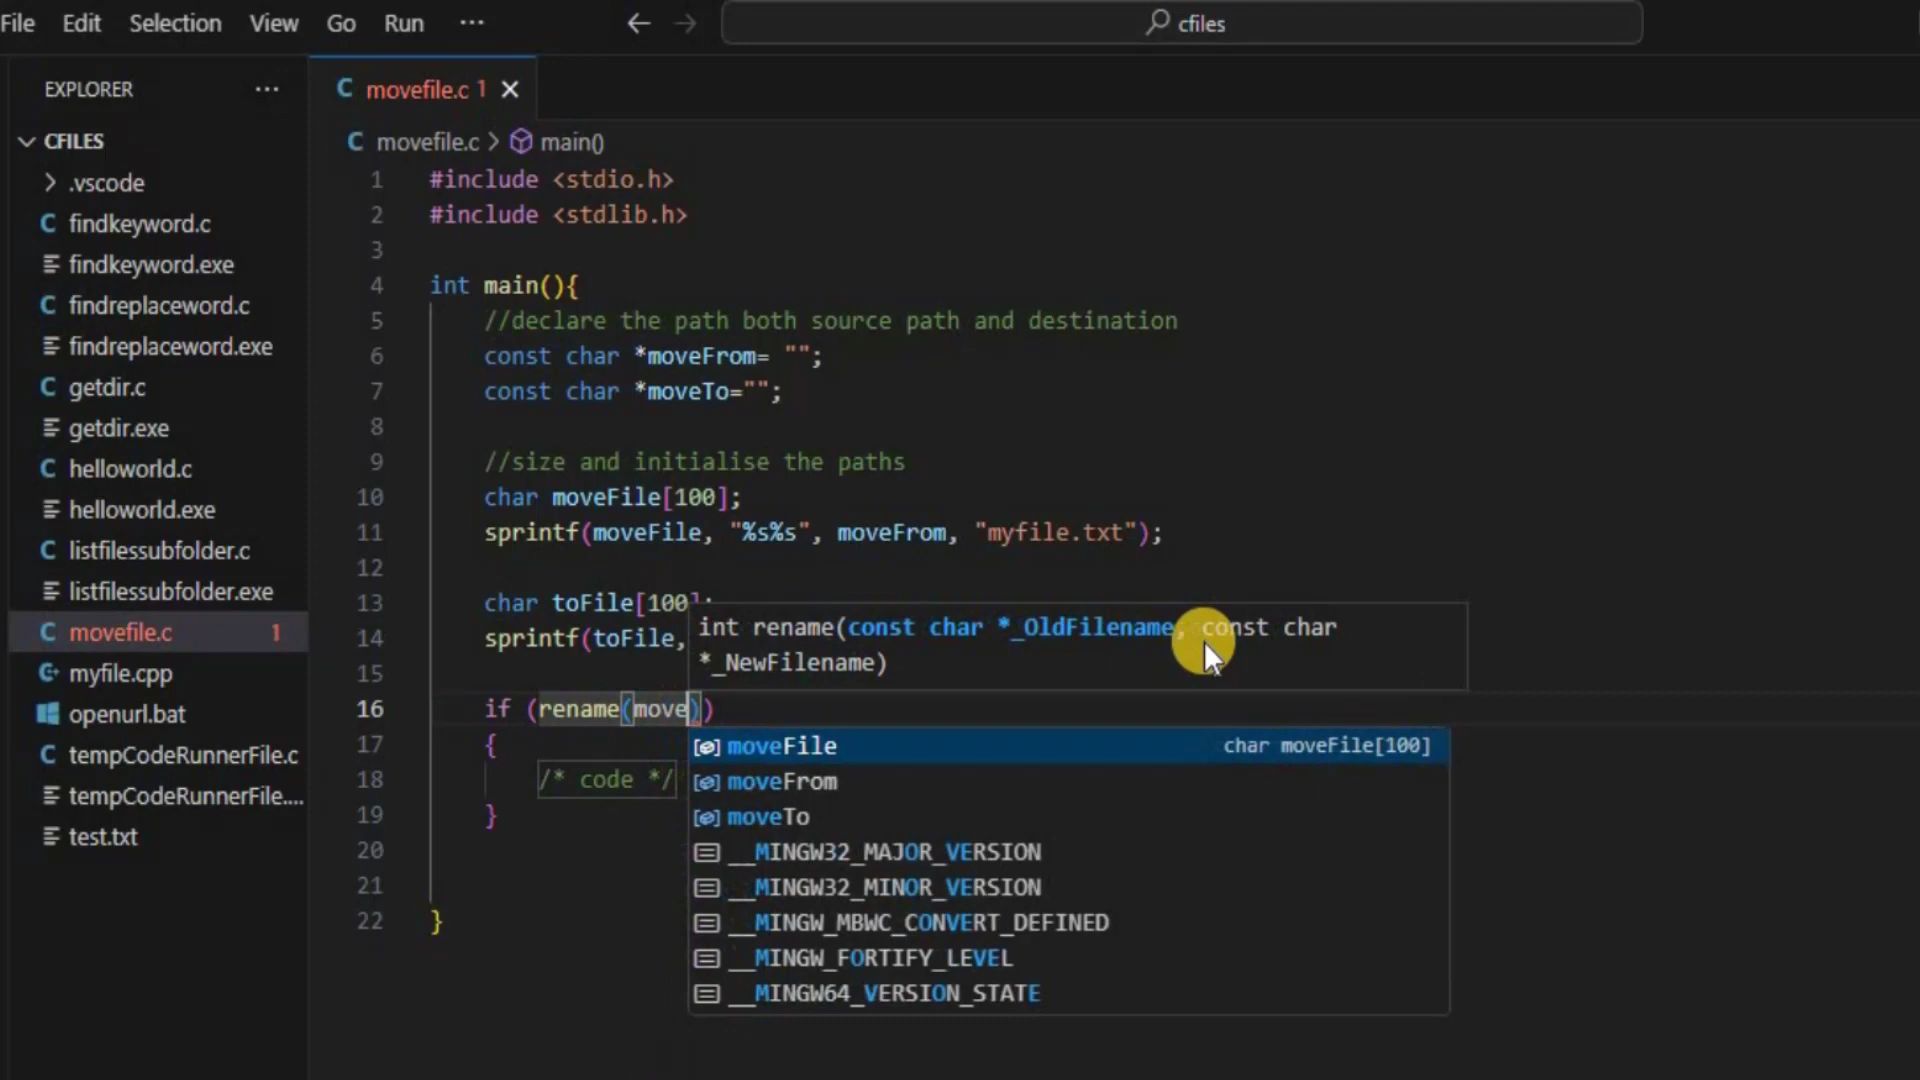 File Edit Selection View Go Run ···
cfiles
EXPLORER ···
CFILES
.vscode
findkeyword.c
findkeyword.exe
findreplaceword.c
findreplaceword.exe
getdir.c
getdir.exe
helloworld.c
helloworld.exe
listfilessubfolder.c
listfilessubfolder.exe
movefile.c 1
myfile.cpp
openurl.bat
tempCodeRunnerFile.c
tempCodeRunnerFile....
test.txt
C movefile.c 1
C movefile.c > main()
1 #include <stdio.h>
2 #include <stdlib.h>
3
4 int main(){
5 //declare the path both source path and destination
6 const char *moveFrom= "";
7 const char *moveTo="";
8
9 //size and initialise the paths
10 char moveFile[100];
11 sprintf(moveFile, "%s%s", moveFrom, "myfile.txt");
12
13 char toFile[100];
14 sprintf(toFile,
15
16 if (rename(move))
17 {
18 /* code */
19 }
20
21
22 }
int rename(const char *_OldFilename, const char
*_NewFilename)
moveFile char moveFile[100]
moveFrom
moveTo
__MINGW32_MAJOR_VERSION
__MINGW32_MINOR_VERSION
__MINGW_MBWC_CONVERT_DEFINED
__MINGW_FORTIFY_LEVEL
__MINGW64_VERSION_STATE